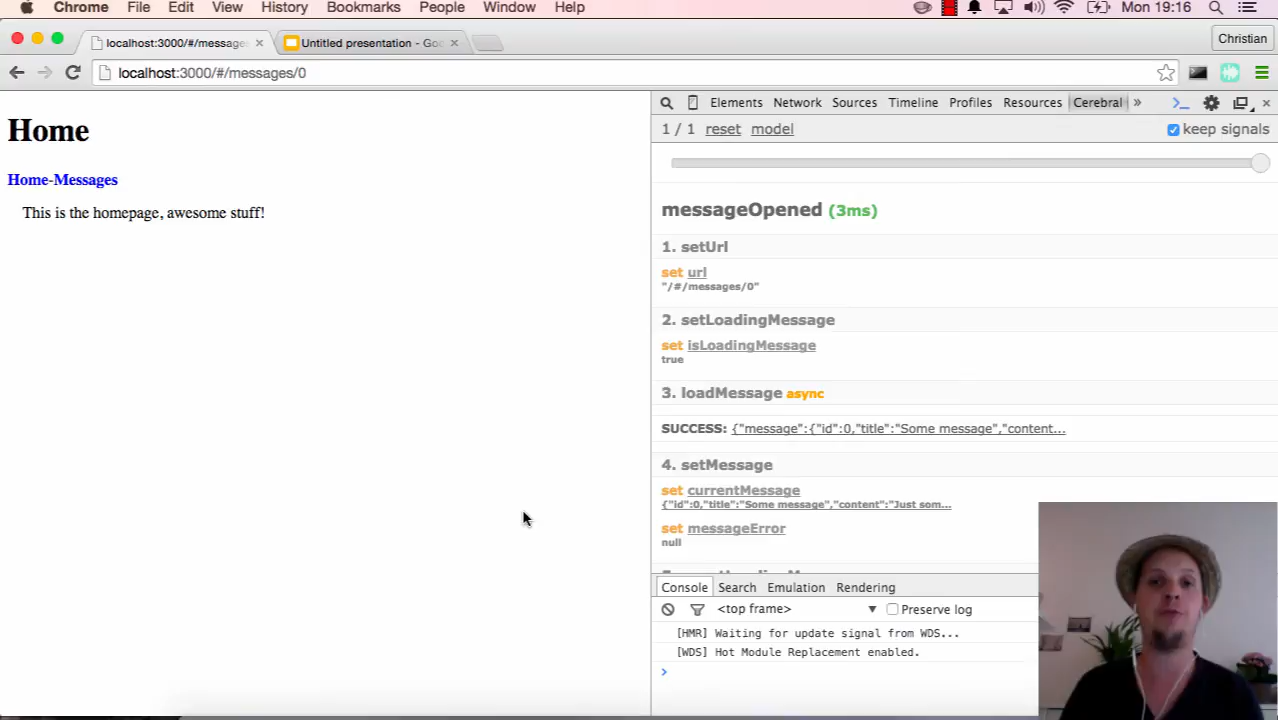 Chrome File Edit View History Bookmarks People Window Help Mon 19:16
localhost:3000/#/message Untitled presentation - Goo Christian
localhost:3000/#/messages/0
Elements Network Sources Timeline Profiles Resources Cerebral »
1 / 1 reset model keep signals
Home
Home-Messages
This is the homepage, awesome stuff!
messageOpened (3ms)
1. setUrl
set url
"/#/messages/0"
2. setLoadingMessage
set isLoadingMessage
true
3. loadMessage async
SUCCESS: {"message":{"id":0,"title":"Some message","content...
4. setMessage
set currentMessage
{"id":0,"title":"Some message","content":"Just som...
set messageError
null
Console Search Emulation Rendering
<top frame> ▼ Preserve log
[HMR] Waiting for update signal from WDS...
[WDS] Hot Module Replacement enabled.
>